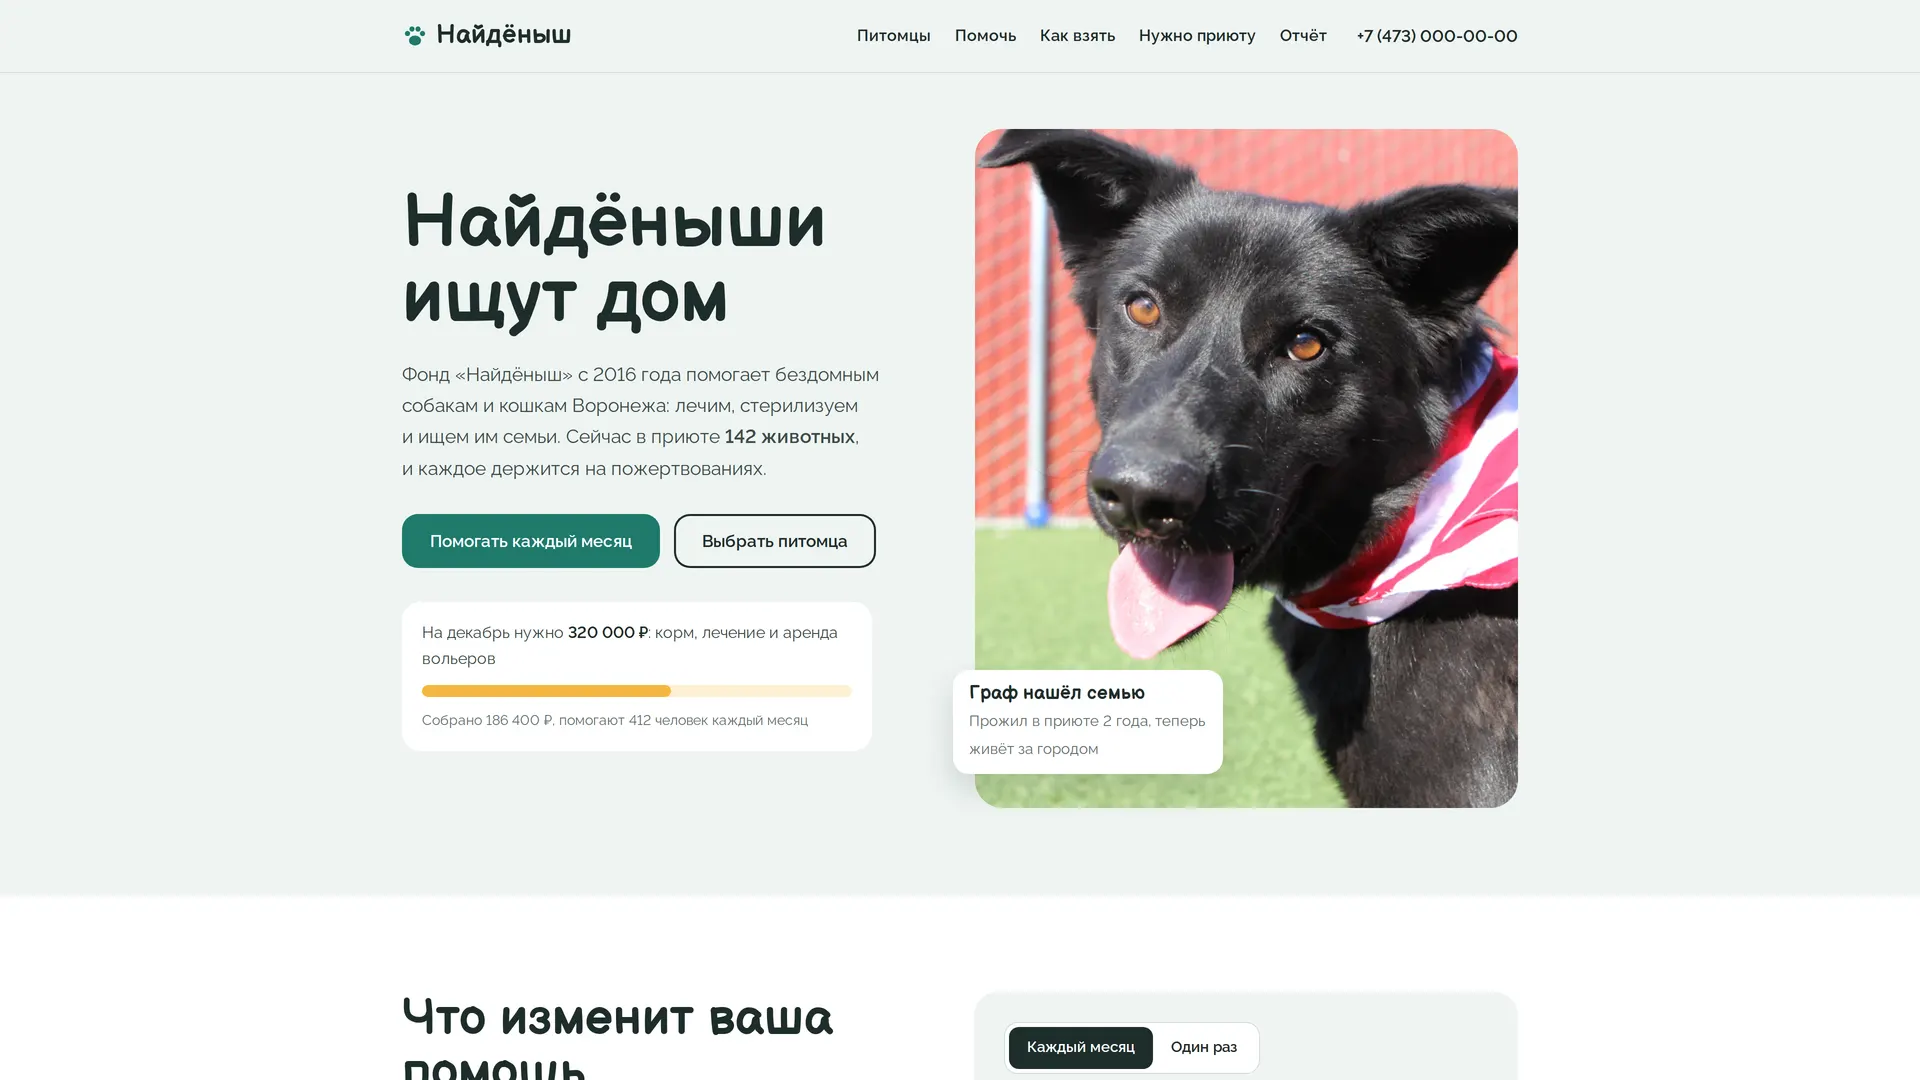 Найдёныш
Питомцы
Помочь
Как взять
Нужно приюту
Отчёт
+7 (473) 000-00-00
Найдёныши
ищут дом
Фонд «Найдёныш» с 2016 года помогает бездомным
собакам и кошкам Воронежа: лечим, стерилизуем
и ищем им семьи. Сейчас в приюте 142 животных,
и каждое держится на пожертвованиях.
Помогать каждый месяц
Выбрать питомца
На декабрь нужно 320 000 ₽: корм, лечение и аренда
вольеров
Собрано 186 400 ₽, помогают 412 человек каждый месяц
Граф нашёл семью
Прожил в приюте 2 года, теперь
живёт за городом
Что изменит ваша
помощь
Каждый месяц
Один раз